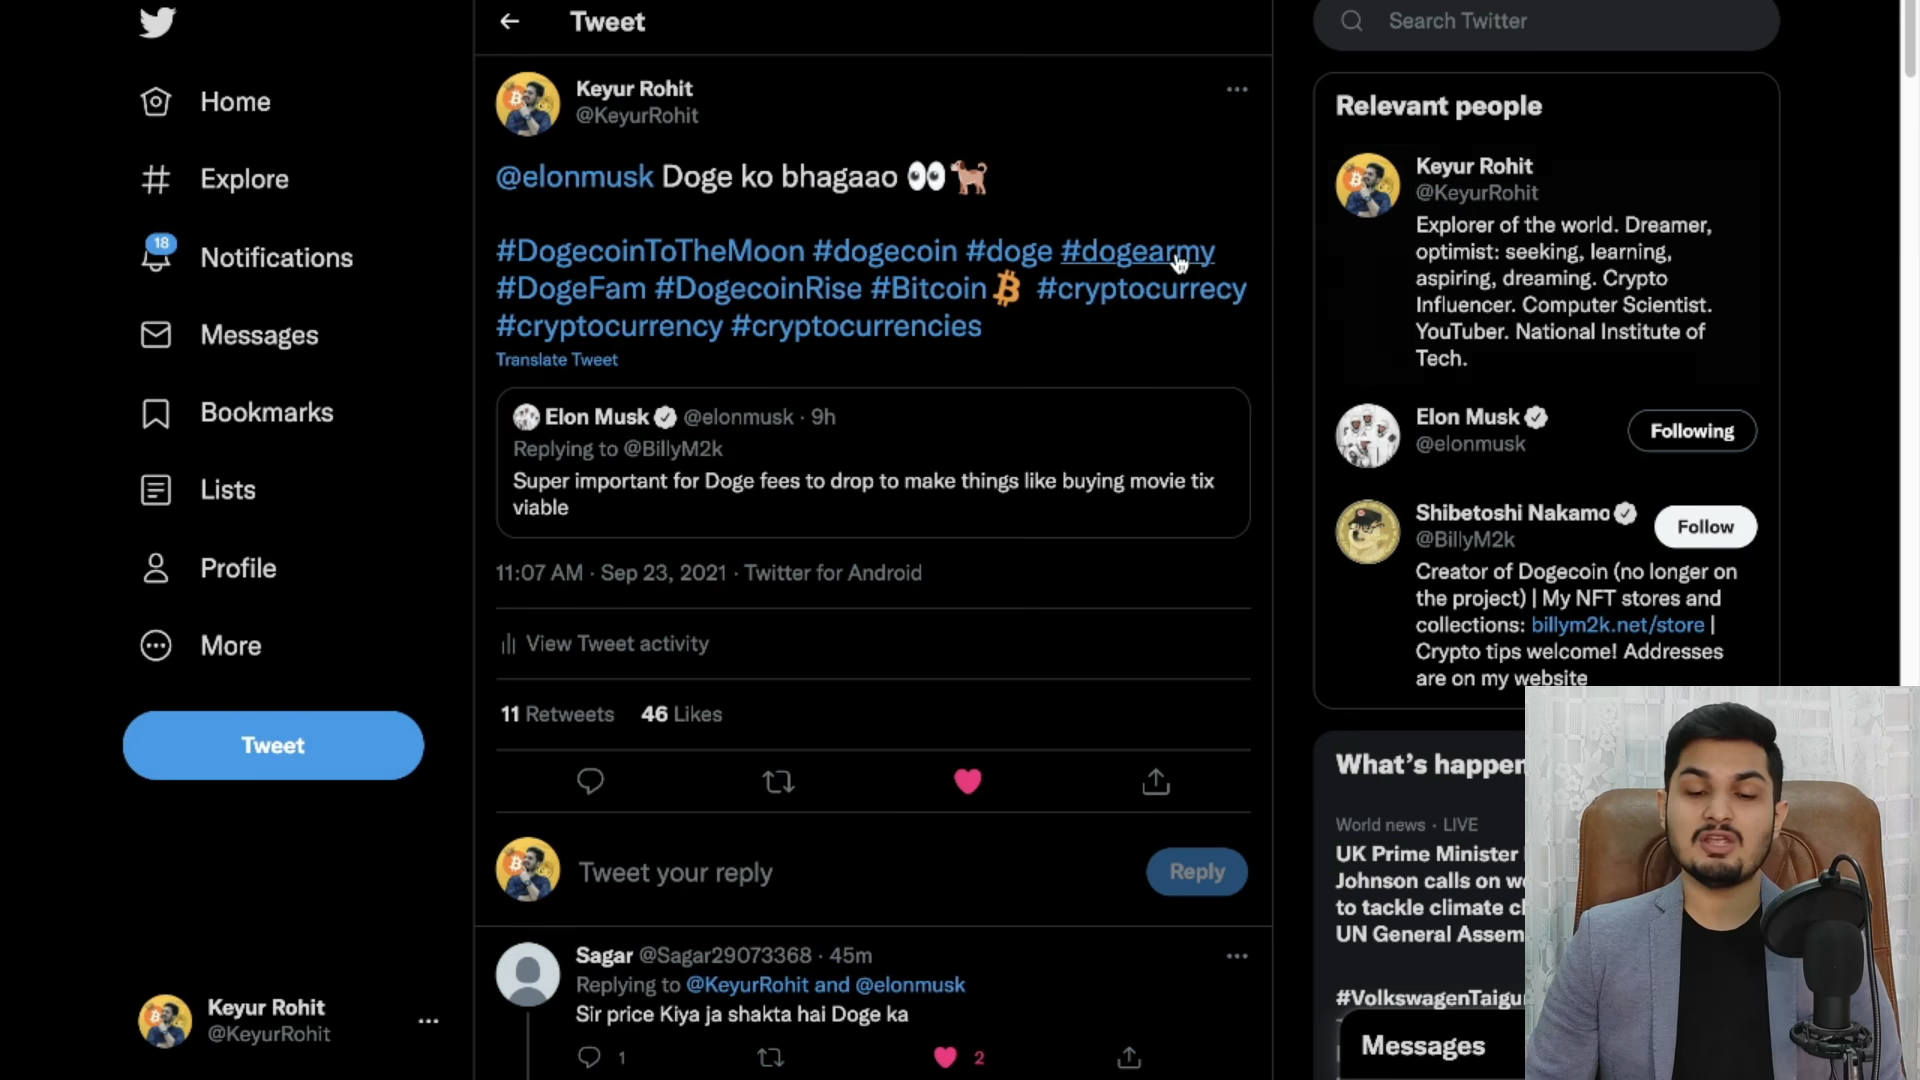 Home
Explore
18
Notifications
Messages
Bookmarks
Lists
Profile
More
Tweet
Keyur Rohit
@KeyurRohit
Tweet
Keyur Rohit
@KeyurRohit
@elonmusk Doge ko bhagaao 👀🐕
#DogecoinToTheMoon #dogecoin #doge #dogearmy
#DogeFam #DogecoinRise #Bitcoin #cryptocurrecy
#cryptocurrency #cryptocurrencies
Translate Tweet
Elon Musk @elonmusk · 9h
Replying to @BillyM2k
Super important for Doge fees to drop to make things like buying movie tix
viable
11:07 AM · Sep 23, 2021 · Twitter for Android
View Tweet activity
11 Retweets 46 Likes
Tweet your reply
Reply
Sagar @Sagar29073368 · 45m
Replying to @KeyurRohit and @elonmusk
Sir price Kiya ja shakta hai Doge ka
1
2
Search Twitter
Relevant people
Keyur Rohit
@KeyurRohit
Explorer of the world. Dreamer,
optimist: seeking, learning,
aspiring, dreaming. Crypto
Influencer. Computer Scientist.
YouTuber. National Institute of
Tech.
Elon Musk
@elonmusk
Following
Shibetoshi Nakamo
@BillyM2k
Follow
Creator of Dogecoin (no longer on
the project) | My NFT stores and
collections: billym2k.net/store |
Crypto tips welcome! Addresses
are on my website
What's happen
World news · LIVE
UK Prime Minister
Johnson calls on w
to tackle climate c
UN General Assem
#VolkswagenTaigu
Messages